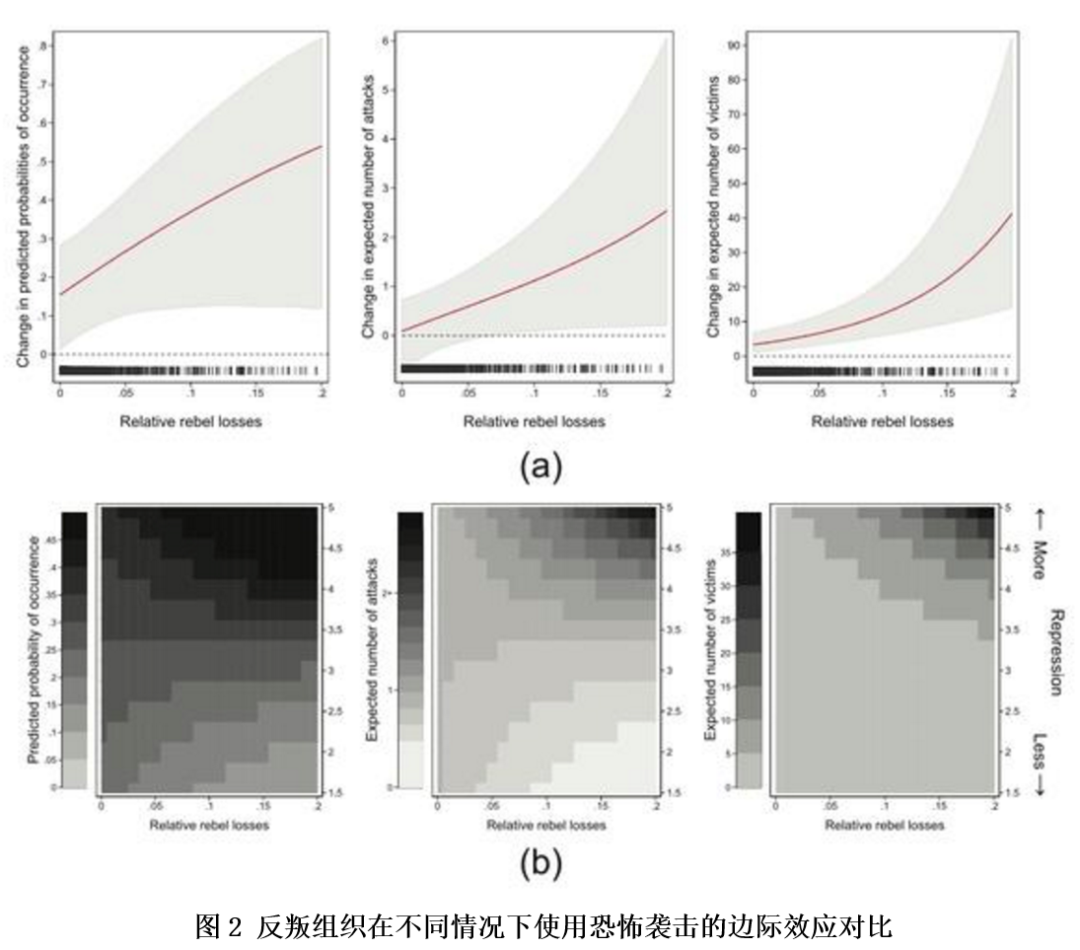 Change in predicted probabilities of occurrence
.8
.7
.6
.5
.4
.3
.2
.1
0
0 .05 .1 .15 .2
Relative rebel losses
Change in expected number of attacks
6
5
4
3
2
1
0
0 .05 .1 .15 .2
Relative rebel losses
Change in expected number of victims
90
80
70
60
50
40
30
20
10
0
0 .05 .1 .15 .2
Relative rebel losses
(a)
Predicted probability of occurrence
.45
.4
.35
.3
.25
.2
.15
.1
.05
0
5
4.5
4
3.5
3
2.5
2
1.5
0 .05 .1 .15 .2
Relative rebel losses
Expected number of attacks
2
1
0
5
4.5
4
3.5
3
2.5
2
1.5
0 .05 .1 .15 .2
Relative rebel losses
Expected number of victims
35
30
25
20
15
10
5
0
5
4.5
4
3.5
3
2.5
2
1.5
0 .05 .1 .15 .2
Relative rebel losses
← More
Repression
Less →
(b)
图 2 反叛组织在不同情况下使用恐怖袭击的边际效应对比